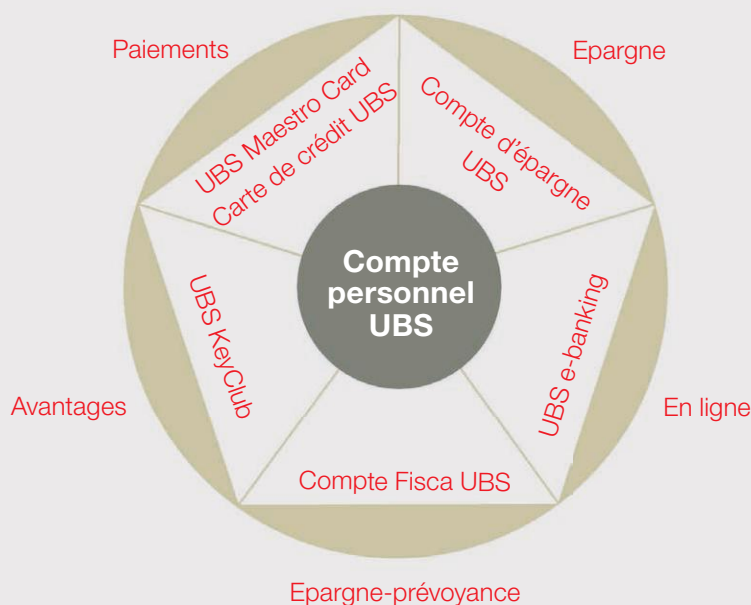 Paiements
Epargne
UBS Maestro Card
Carte de crédit UBS
Compte d'épargne
UBS
Compte
personnel
UBS
UBS KeyClub
UBS e-banking
Avantages
En ligne
Compte Fisca UBS
Epargne-prévoyance